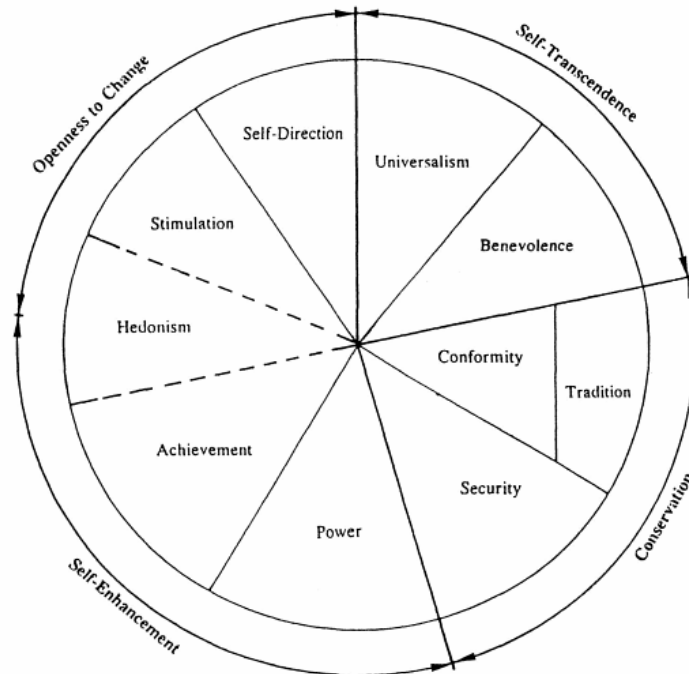 Openness to Change
Self-Transcendence
Self-Direction
Universalism
Stimulation
Benevolence
Hedonism
Conformity
Tradition
Achievement
Security
Power
Conservation
Self-Enhancement